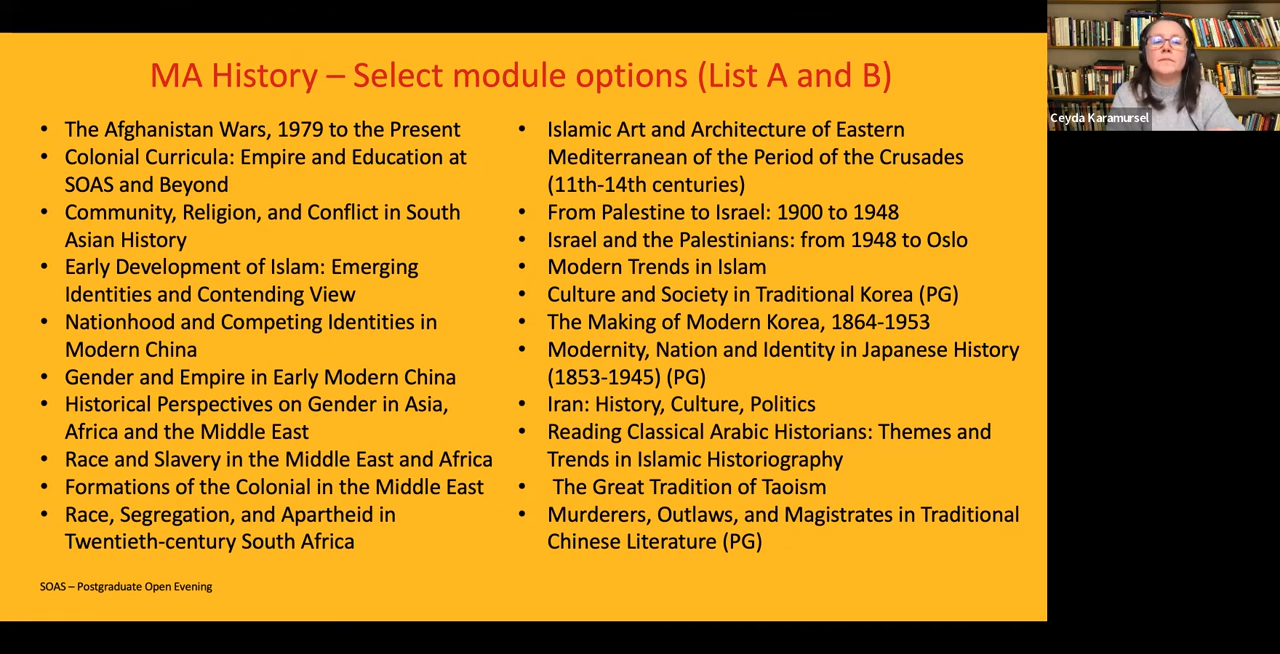 MA History – Select module options (List A and B)
• The Afghanistan Wars, 1979 to the Present
• Colonial Curricula: Empire and Education at
SOAS and Beyond
• Community, Religion, and Conflict in South
Asian History
• Early Development of Islam: Emerging
Identities and Contending View
• Nationhood and Competing Identities in
Modern China
• Gender and Empire in Early Modern China
• Historical Perspectives on Gender in Asia,
Africa and the Middle East
• Race and Slavery in the Middle East and Africa
• Formations of the Colonial in the Middle East
• Race, Segregation, and Apartheid in
Twentieth-century South Africa
• Islamic Art and Architecture of Eastern
Mediterranean of the Period of the Crusades
(11th-14th centuries)
• From Palestine to Israel: 1900 to 1948
• Israel and the Palestinians: from 1948 to Oslo
• Modern Trends in Islam
• Culture and Society in Traditional Korea (PG)
• The Making of Modern Korea, 1864-1953
• Modernity, Nation and Identity in Japanese History
(1853-1945) (PG)
• Iran: History, Culture, Politics
• Reading Classical Arabic Historians: Themes and
Trends in Islamic Historiography
• The Great Tradition of Taoism
• Murderers, Outlaws, and Magistrates in Traditional
Chinese Literature (PG)
SOAS – Postgraduate Open Evening
Ceyda Karamursel